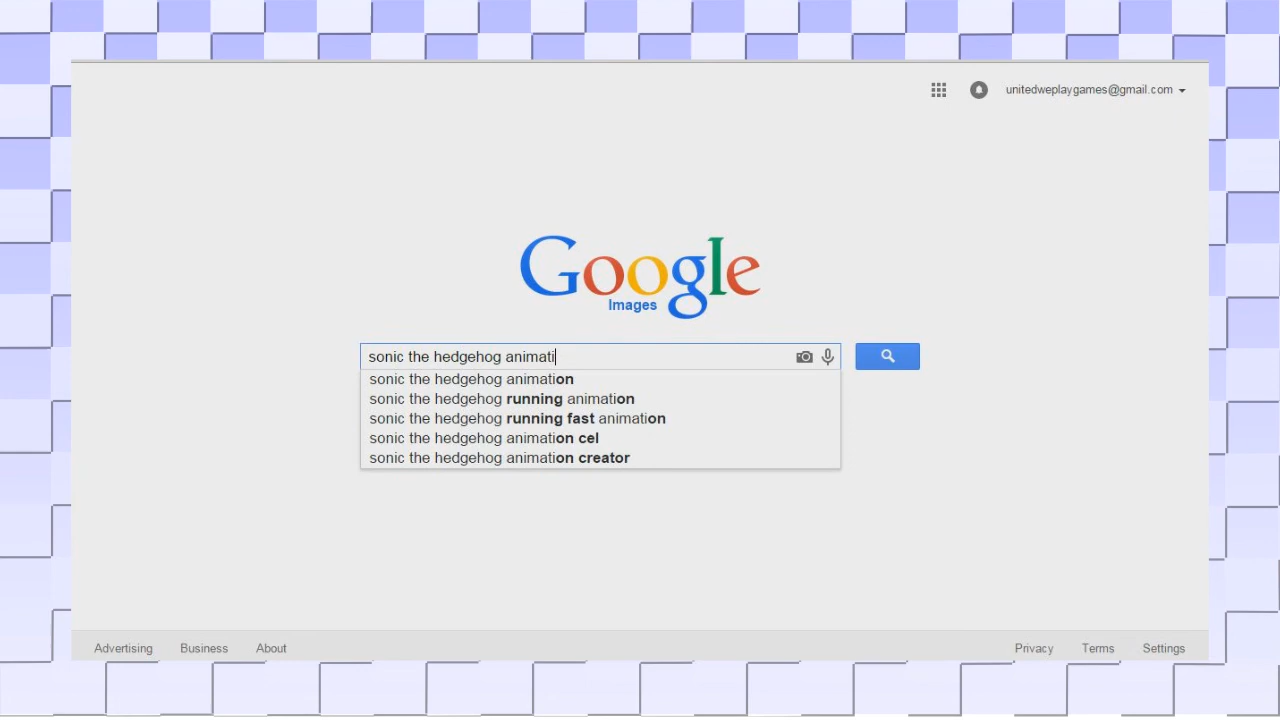 unitedweplaygames@gmail.com
Google
Images
sonic the hedgehog animati
sonic the hedgehog animation
sonic the hedgehog running animation
sonic the hedgehog running fast animation
sonic the hedgehog animation cel
sonic the hedgehog animation creator
Advertising Business About Privacy Terms Settings